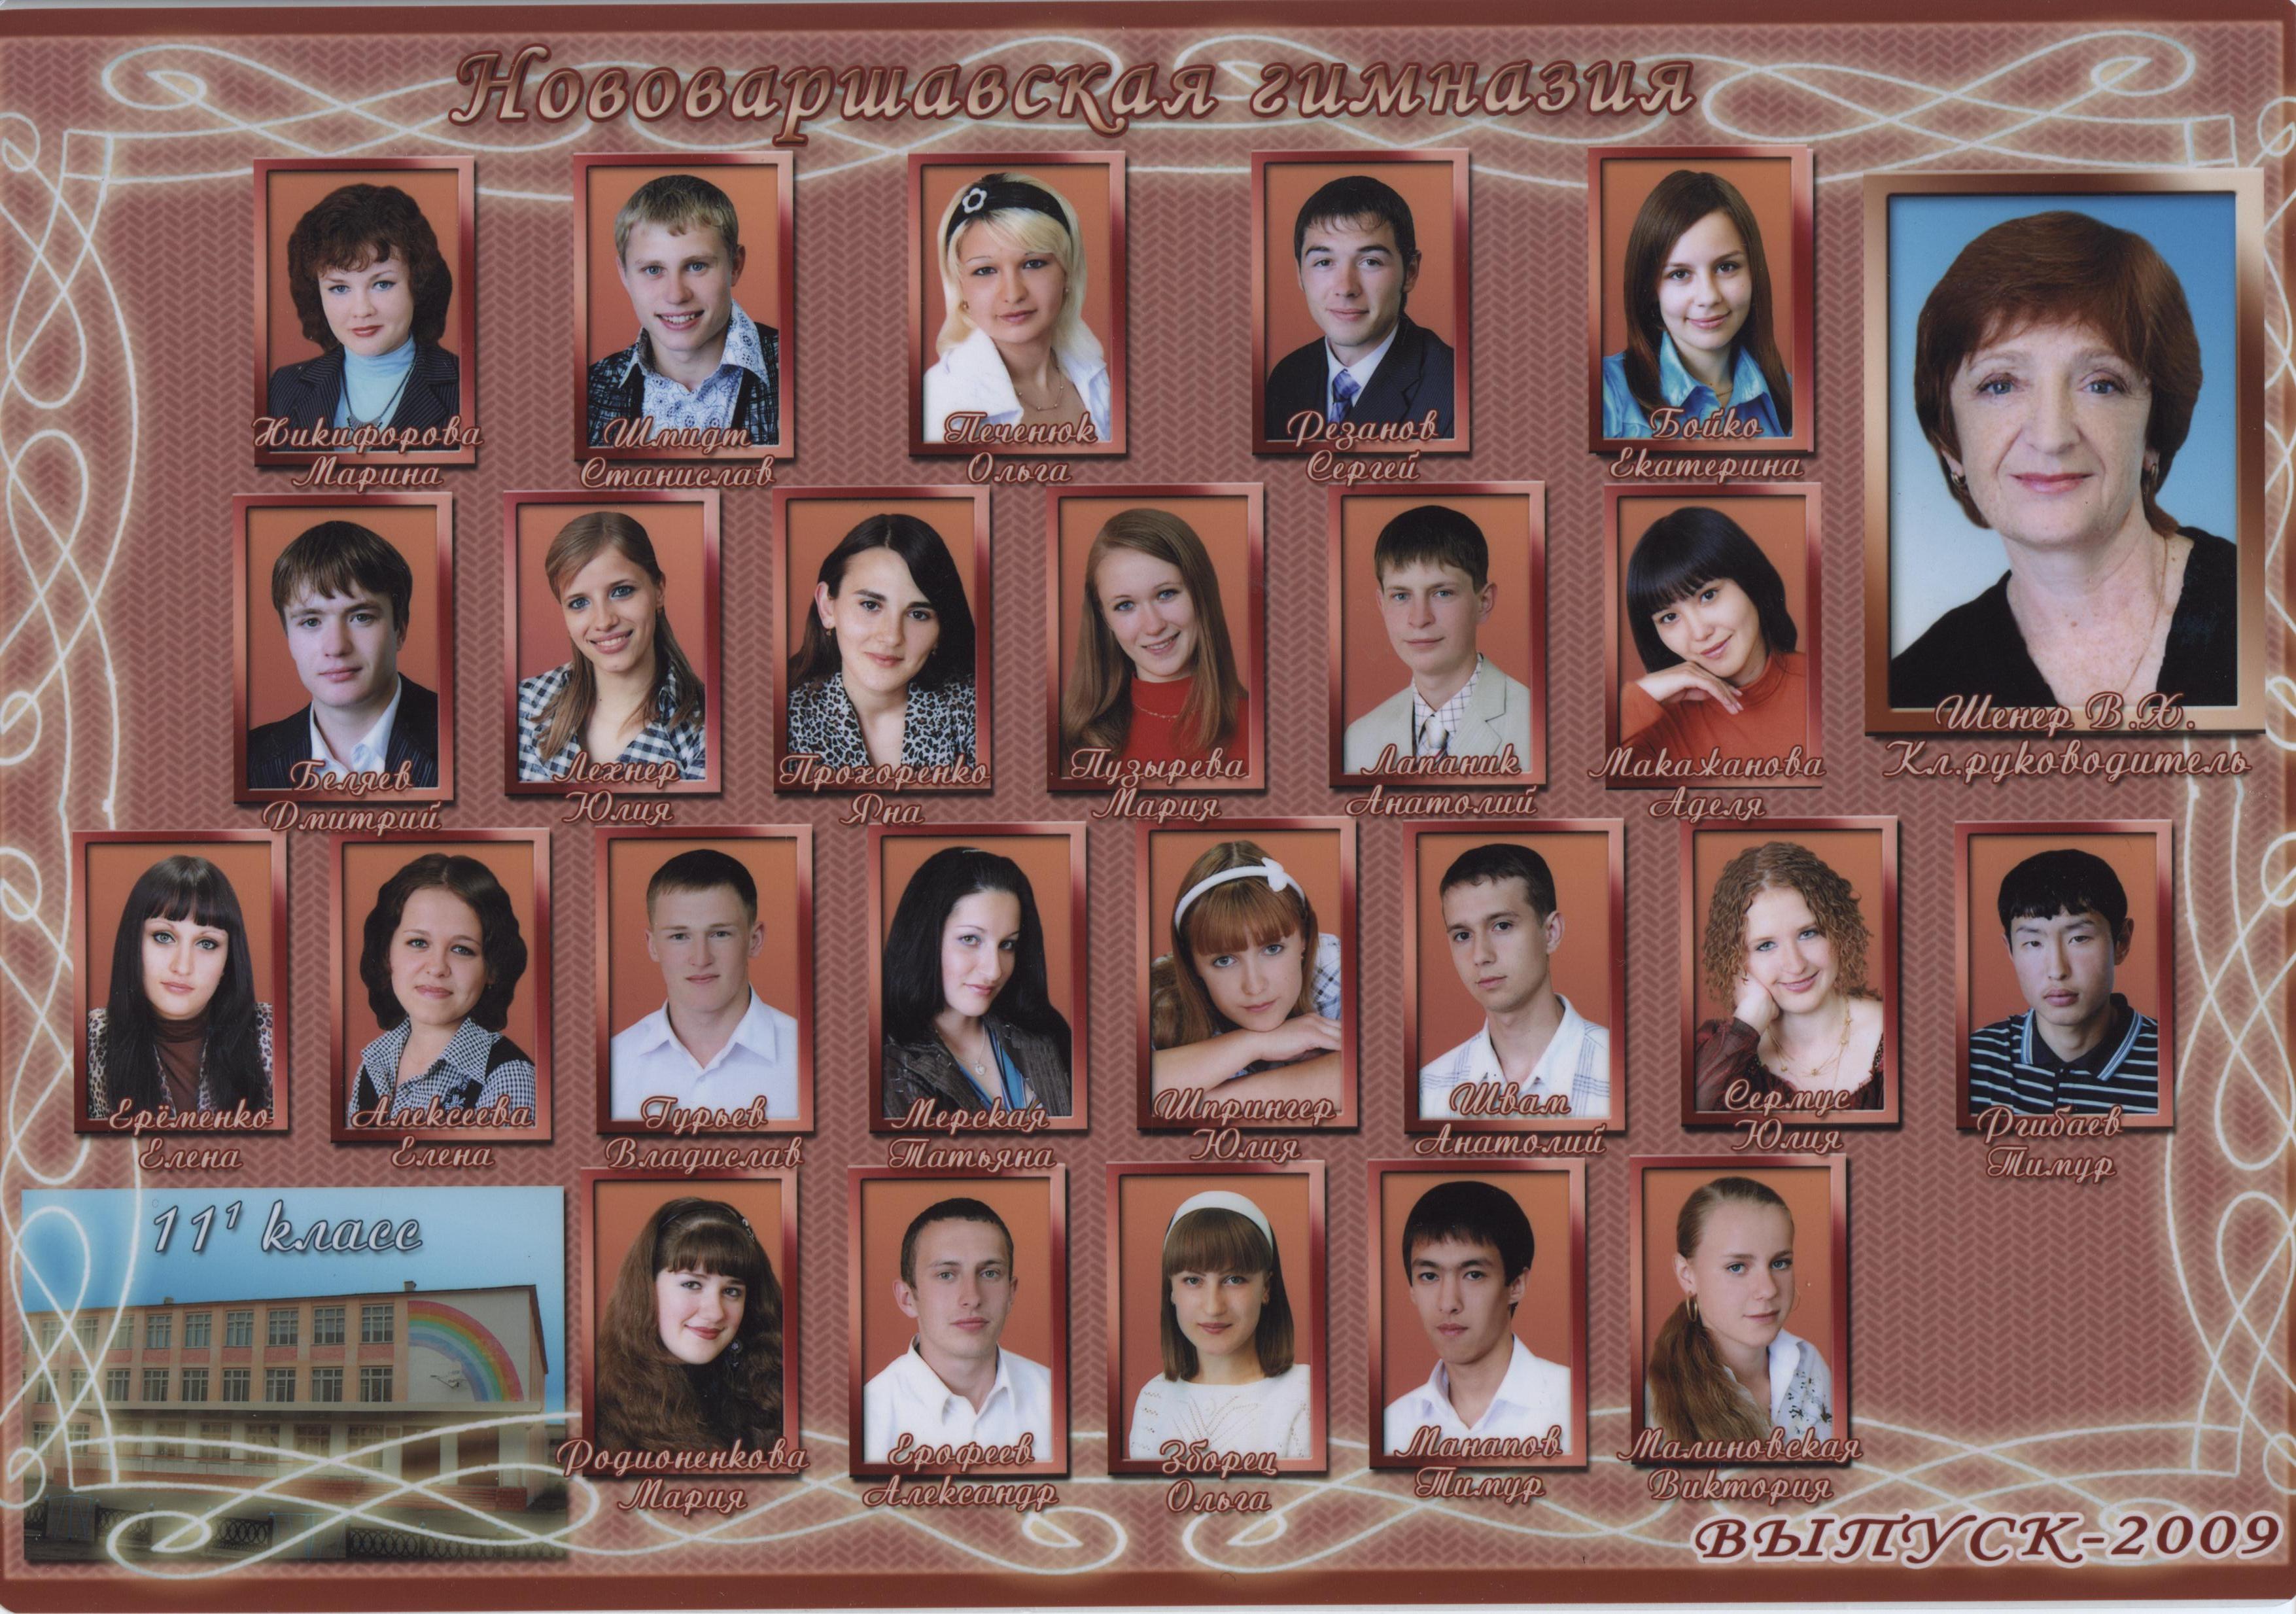 Нововаршавская гимназия
Никифорова
Марина
Шмидт
Станислав
Печенюк
Ольга
Резанов
Сергей
Бойко
Екатерина
Шенер В.Х.
Кл.руководитель
Беляев
Дмитрий
Лехнер
Юлия
Прохоренко
Яна
Пузырева
Мария
Лапаник
Анатолий
Макажанова
Аделя
Ерёменко
Елена
Алексеева
Елена
Гурьев
Владислав
Мерская
Татьяна
Шпрингер
Юлия
Швам
Анатолий
Сермус
Юлия
Ргибаев
Тимур
11¹ класс
Родионенкова
Мария
Ерофеев
Александр
Зборец
Ольга
Манапов
Тимур
Малиновская
Виктория
ВЫПУСК-2009